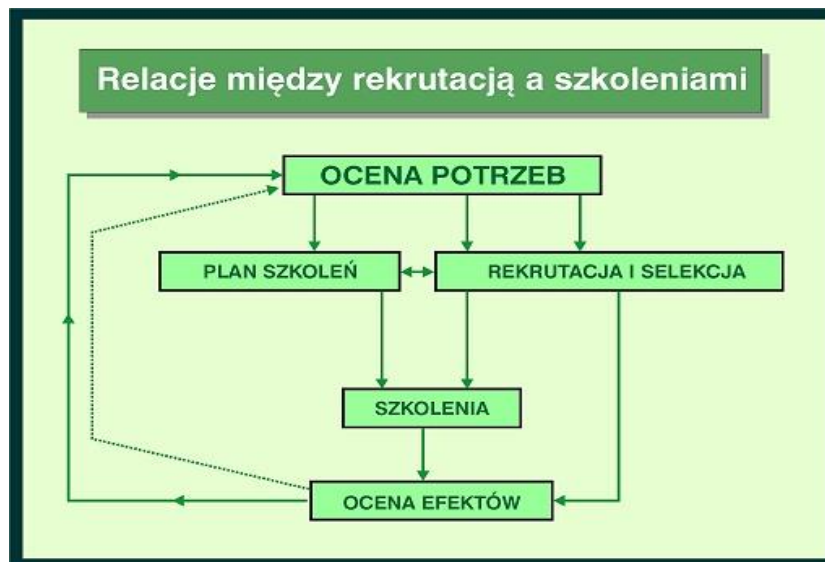 Relacje między rekrutacją a szkoleniami
OCENA POTRZEB
PLAN SZKOLEŃ
REKRUTACJA I SELEKCJA
SZKOLENIA
OCENA EFEKTÓW